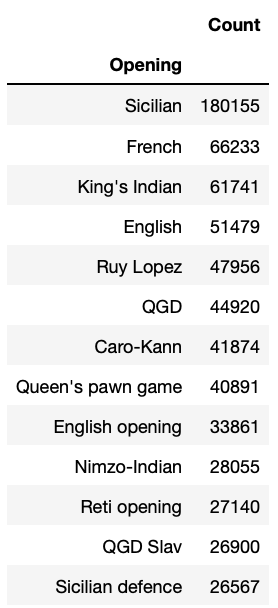 Count
Opening
Sicilian 180155
French 66233
King's Indian 61741
English 51479
Ruy Lopez 47956
QGD 44920
Caro-Kann 41874
Queen's pawn game 40891
English opening 33861
Nimzo-Indian 28055
Reti opening 27140
QGD Slav 26900
Sicilian defence 26567